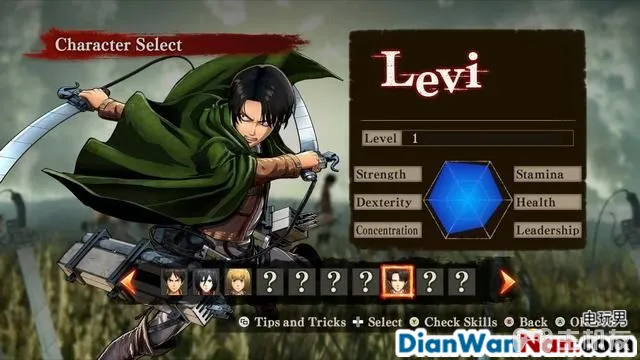 Character Select
Levi
Level 1
Strength
Stamina
Dexterity
Health
Concentration
Leadership
? ? ? ? ? ?
Tips and Tricks Select Y Check Skills B Back A
电玩男
DianWanNan.com